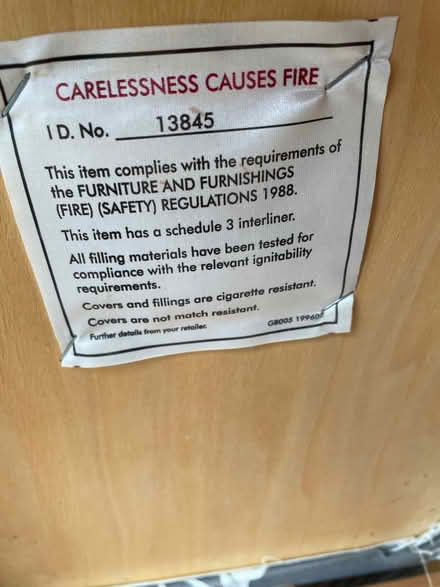 CARELESSNESS CAUSES FIRE
I D. No. 13845
This item complies with the requirements of
the FURNITURE AND FURNISHINGS
(FIRE) (SAFETY) REGULATIONS 1988.
This item has a schedule 3 interliner.
All filling materials have been tested for
compliance with the relevant ignitability
requirements.
Covers and fillings are cigarette resistant.
Covers are not match resistant.
Further details from your retailer.
GB005